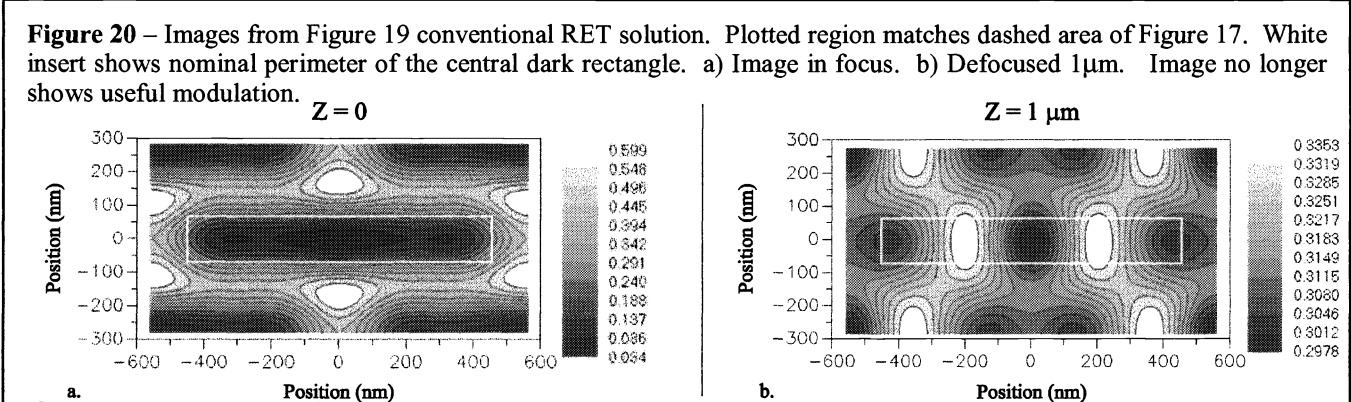 Figure 20 – Images from Figure 19 conventional RET solution. Plotted region matches dashed area of Figure 17. White
insert shows nominal perimeter of the central dark rectangle. a) Image in focus. b) Defocused 1µm. Image no longer
shows useful modulation.
Z = 0
300
200
100
0
−100
−200
−300
Position (nm)
−600 −400 −200 0 200 400 600
Position (nm)
a.
0.599
0.548
0.496
0.445
0.394
0.342
0.291
0.240
0.188
0.137
0.086
0.034
Z = 1 µm
300
200
100
0
−100
−200
−300
Position (nm)
−600 −400 −200 0 200 400 600
Position (nm)
b.
0.3353
0.3319
0.3285
0.3251
0.3217
0.3183
0.3149
0.3115
0.3080
0.3046
0.3012
0.2978